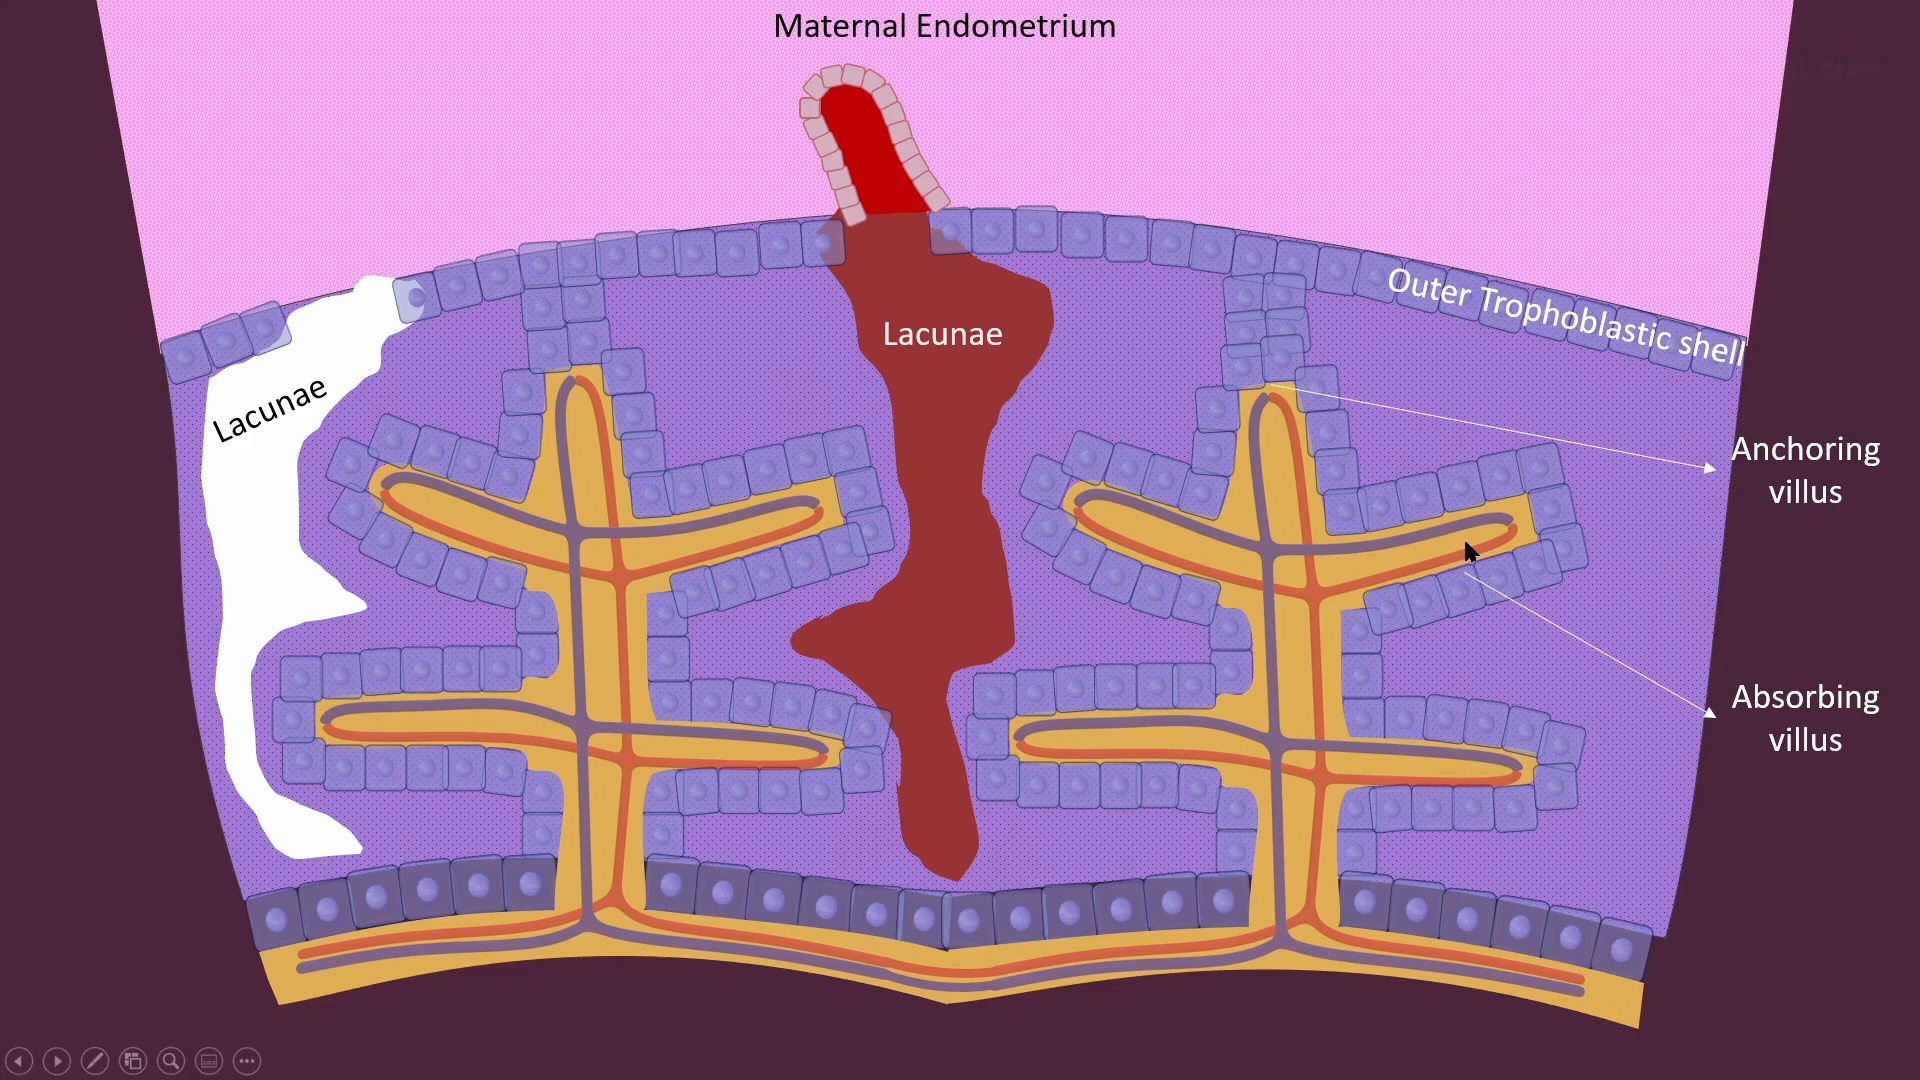 Maternal Endometrium
Outer Trophoblastic shell
Lacunae
Lacunae
Anchoring
villus
Absorbing
villus